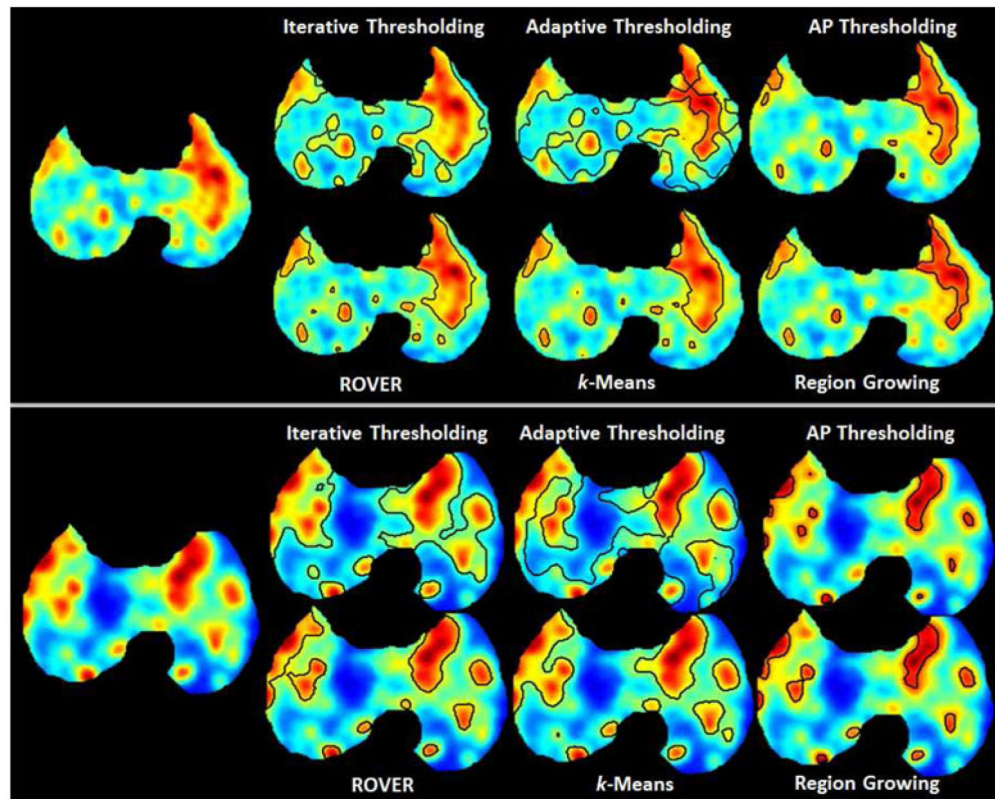 Iterative Thresholding Adaptive Thresholding AP Thresholding
ROVER k-Means Region Growing
Iterative Thresholding Adaptive Thresholding AP Thresholding
ROVER k-Means Region Growing